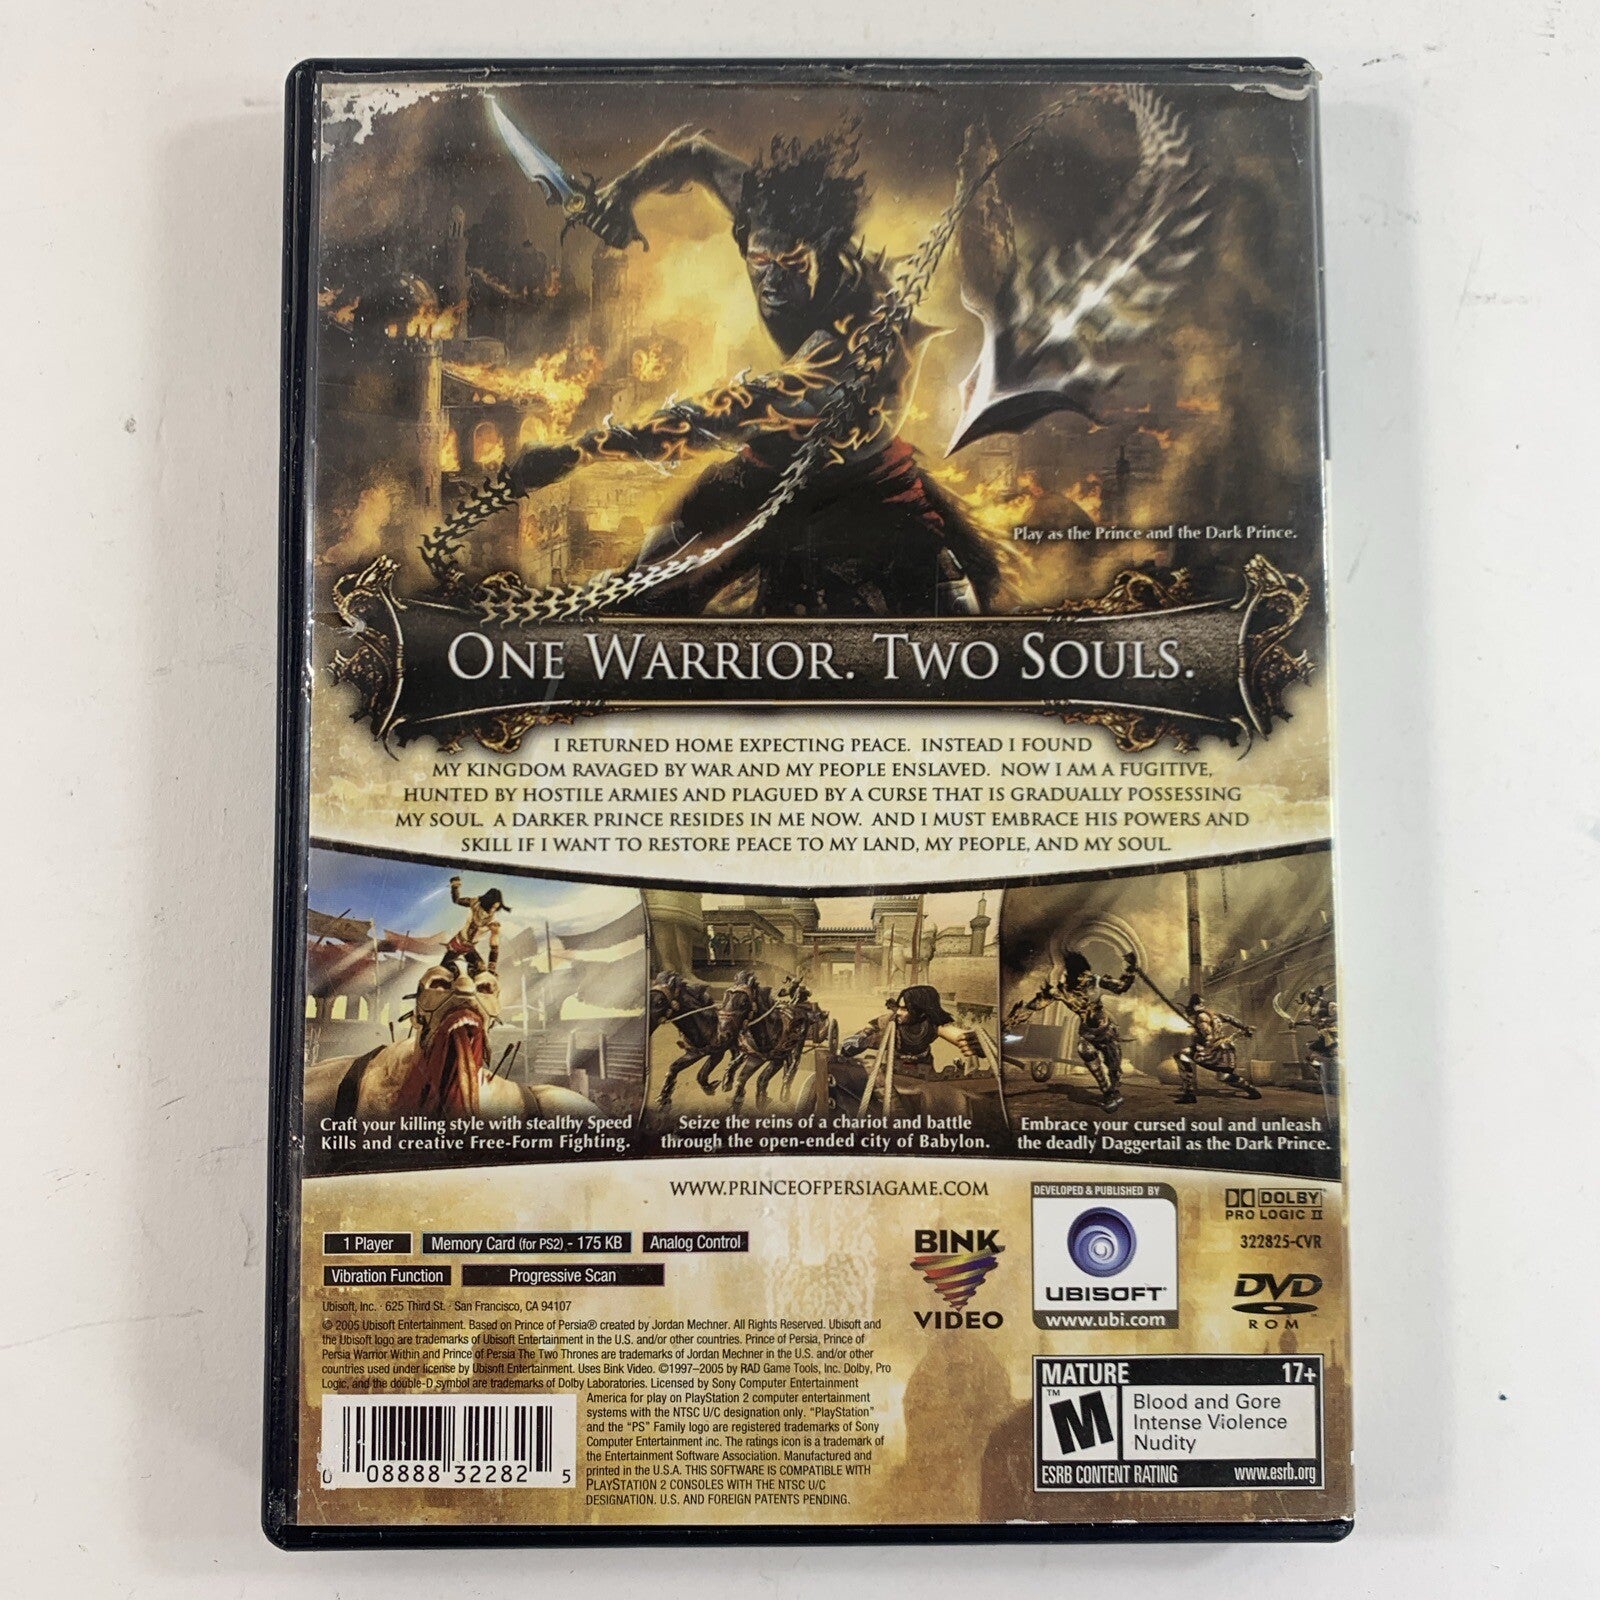 Play as the Prince and the Dark Prince.
ONE WARRIOR. TWO SOULS.
I RETURNED HOME EXPECTING PEACE. INSTEAD I FOUND
MY KINGDOM RAVAGED BY WAR AND MY PEOPLE ENSLAVED. NOW I AM A FUGITIVE,
HUNTED BY HOSTILE ARMIES AND PLAGUED BY A CURSE THAT IS GRADUALLY POSSESSING
MY SOUL. A DARKER PRINCE RESIDES IN ME NOW. AND I MUST EMBRACE HIS POWERS AND
SKILL IF I WANT TO RESTORE PEACE TO MY LAND, MY PEOPLE, AND MY SOUL.
Craft your killing style with stealthy Speed
Kills and creative Free-Form Fighting.
Seize the reins of a chariot and battle
through the open-ended city of Babylon.
Embrace your cursed soul and unleash
the deadly Daggertail as the Dark Prince.
WWW.PRINCEOFPERSIAGAME.COM
1 Player
Memory Card (for PS2) - 175 KB
Analog Control
Vibration Function
Progressive Scan
BINK
VIDEO
DEVELOPED & PUBLISHED BY
UBISOFT
www.ubi.com
DOLBY
PRO LOGIC II
322825-CVR
DVD
ROM
Ubisoft, Inc. · 625 Third St. · San Francisco, CA 94107
© 2005 Ubisoft Entertainment. Based on Prince of Persia® created by Jordan Mechner. All Rights Reserved. Ubisoft and
the Ubisoft logo are trademarks of Ubisoft Entertainment in the U.S. and/or other countries. Prince of Persia, Prince of
Persia Warrior Within and Prince of Persia The Two Thrones are trademarks of Jordan Mechner in the U.S. and/or other
countries used under license by Ubisoft Entertainment. Uses Bink Video. ©1997–2005 by RAD Game Tools, Inc. Dolby, Pro
Logic, and the double-D symbol are trademarks of Dolby Laboratories. Licensed by Sony Computer Entertainment
America for play on PlayStation 2 computer entertainment
systems with the NTSC U/C designation only. "PlayStation"
and the "PS" Family logo are registered trademarks of Sony
Computer Entertainment Inc. The ratings icon is a trademark of
the Entertainment Software Association. Manufactured and
printed in the U.S.A. THIS SOFTWARE IS COMPATIBLE WITH
PLAYSTATION 2 CONSOLES WITH THE NTSC U/C
DESIGNATION. U.S. AND FOREIGN PATENTS PENDING.
0 08888 32282 5
MATURE 17+
M
™
Blood and Gore
Intense Violence
Nudity
ESRB CONTENT RATING www.esrb.org